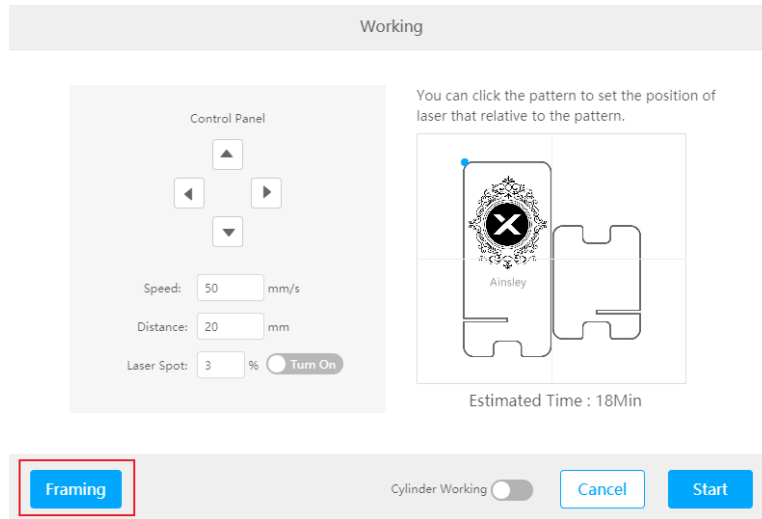 Working
Control Panel
Speed: 50 mm/s
Distance: 20 mm
Laser Spot: 3 % Turn On
You can click the pattern to set the position of
laser that relative to the pattern.
X
Ainsley
Estimated Time : 18Min
Framing
Cylinder Working
Cancel
Start